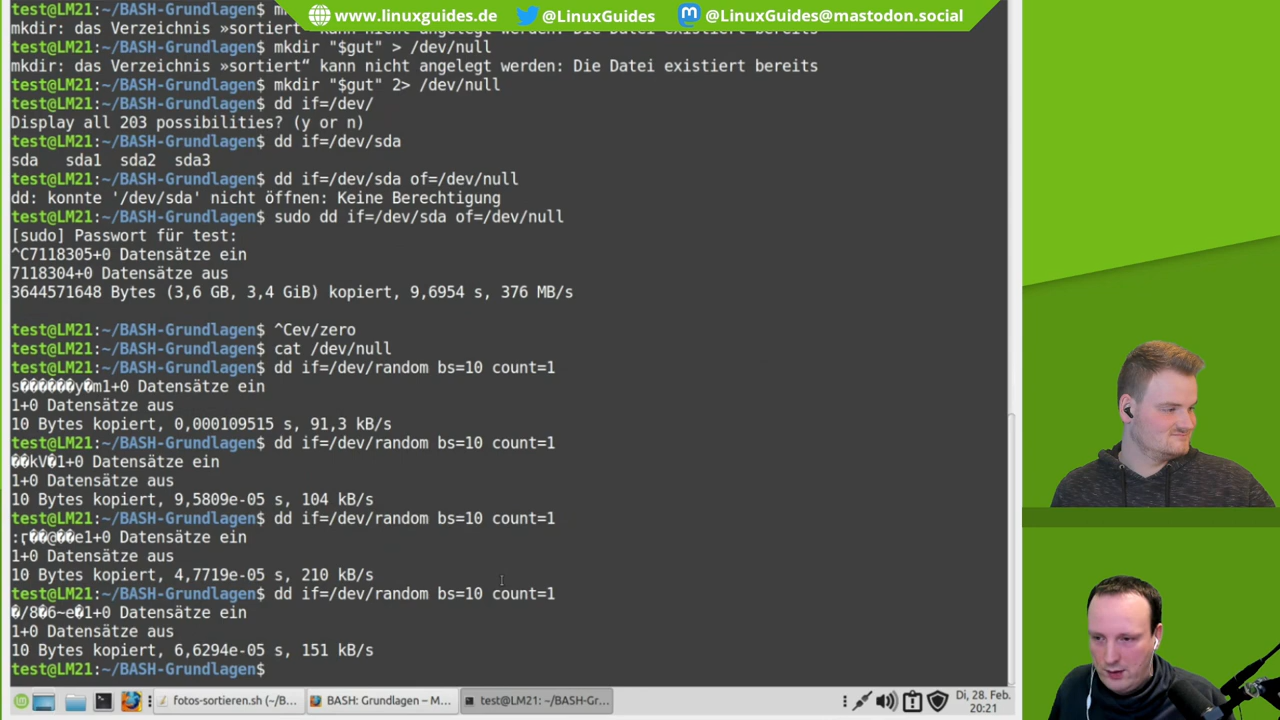 www.linuxguides.de @LinuxGuides @LinuxGuides@mastodon.social
mkdir: das Verzeichnis »sortiert“ kann nicht angelegt werden: Die Datei existiert bereits
test@LM21:~/BASH-Grundlagen$ mkdir "$gut" > /dev/null
mkdir: das Verzeichnis »sortiert“ kann nicht angelegt werden: Die Datei existiert bereits
test@LM21:~/BASH-Grundlagen$ mkdir "$gut" 2> /dev/null
test@LM21:~/BASH-Grundlagen$ dd if=/dev/
Display all 203 possibilities? (y or n)
test@LM21:~/BASH-Grundlagen$ dd if=/dev/sda
sda sda1 sda2 sda3
test@LM21:~/BASH-Grundlagen$ dd if=/dev/sda of=/dev/null
dd: konnte '/dev/sda' nicht öffnen: Keine Berechtigung
test@LM21:~/BASH-Grundlagen$ sudo dd if=/dev/sda of=/dev/null
[sudo] Passwort für test:
^C7118305+0 Datensätze ein
7118304+0 Datensätze aus
3644571648 Bytes (3,6 GB, 3,4 GiB) kopiert, 9,6954 s, 376 MB/s
test@LM21:~/BASH-Grundlagen$ ^Cev/zero
test@LM21:~/BASH-Grundlagen$ cat /dev/null
test@LM21:~/BASH-Grundlagen$ dd if=/dev/random bs=10 count=1
s������y�m1+0 Datensätze ein
1+0 Datensätze aus
10 Bytes kopiert, 0,000109515 s, 91,3 kB/s
test@LM21:~/BASH-Grundlagen$ dd if=/dev/random bs=10 count=1
��kV�1+0 Datensätze ein
1+0 Datensätze aus
10 Bytes kopiert, 9,5809e-05 s, 104 kB/s
test@LM21:~/BASH-Grundlagen$ dd if=/dev/random bs=10 count=1
Datensätze ein
1+0 Datensätze aus
10 Bytes kopiert, 4,7719e-05 s, 210 kB/s
test@LM21:~/BASH-Grundlagen$ dd if=/dev/random bs=10 count=1
�/8�6~e�1+0 Datensätze ein
1+0 Datensätze aus
10 Bytes kopiert, 6,6294e-05 s, 151 kB/s
test@LM21:~/BASH-Grundlagen$
fotos-sortieren.sh (~/B... BASH: Grundlagen – M... test@LM21: ~/BASH-Gr... Di, 28. Feb.
20:21